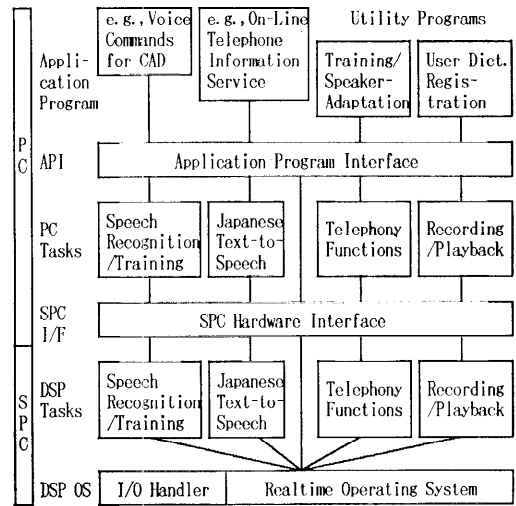 e.g.,Voice
Commands
for CAD
e.g.,On-Line
Telephone
Information
Service
Utility Programs
Training/
Speaker-
Adaptation
User Dict.
Regis-
tration
Appli-
cation
Program
PC
API
Application Program Interface
PC
Tasks
Speech
Recognition
/Training
Japanese
Text-to-
Speech
Telephony
Functions
Recording
/Playback
SPC
I/F
SPC Hardware Interface
SPC
DSP
Tasks
Speech
Recognition
/Training
Japanese
Text-to-
Speech
Telephony
Functions
Recording
/Playback
DSP OS
I/O Handler
Realtime Operating System